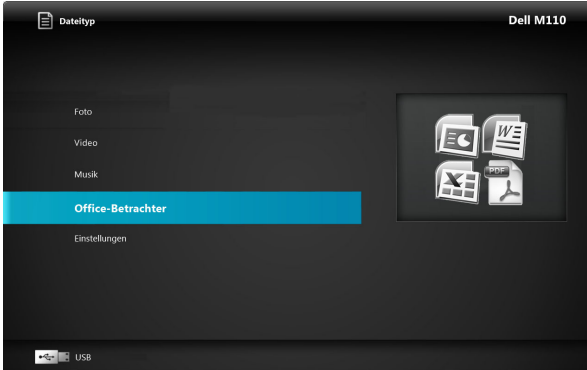 Dateityp
Dell M110
Foto
Video
Musik
Office-Betrachter
Einstellungen
W
X
PDF
USB